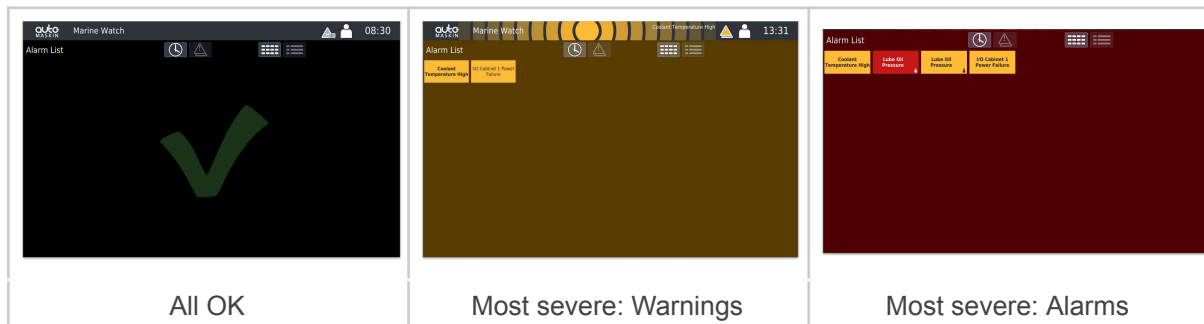 auto
MASKIN
Marine Watch
08:30
Alarm List
All OK
auto
MASKIN
Marine Watch
Coolant Temperature High
13:31
Alarm List
Coolant
Temperature High
I/O Cabinet 1 Power
Failure
Most severe: Warnings
Alarm List
Coolant
Temperature High
Lube Oil
Pressure
Lube Oil
Pressure
I/O Cabinet 1
Power Failure
Most severe: Alarms